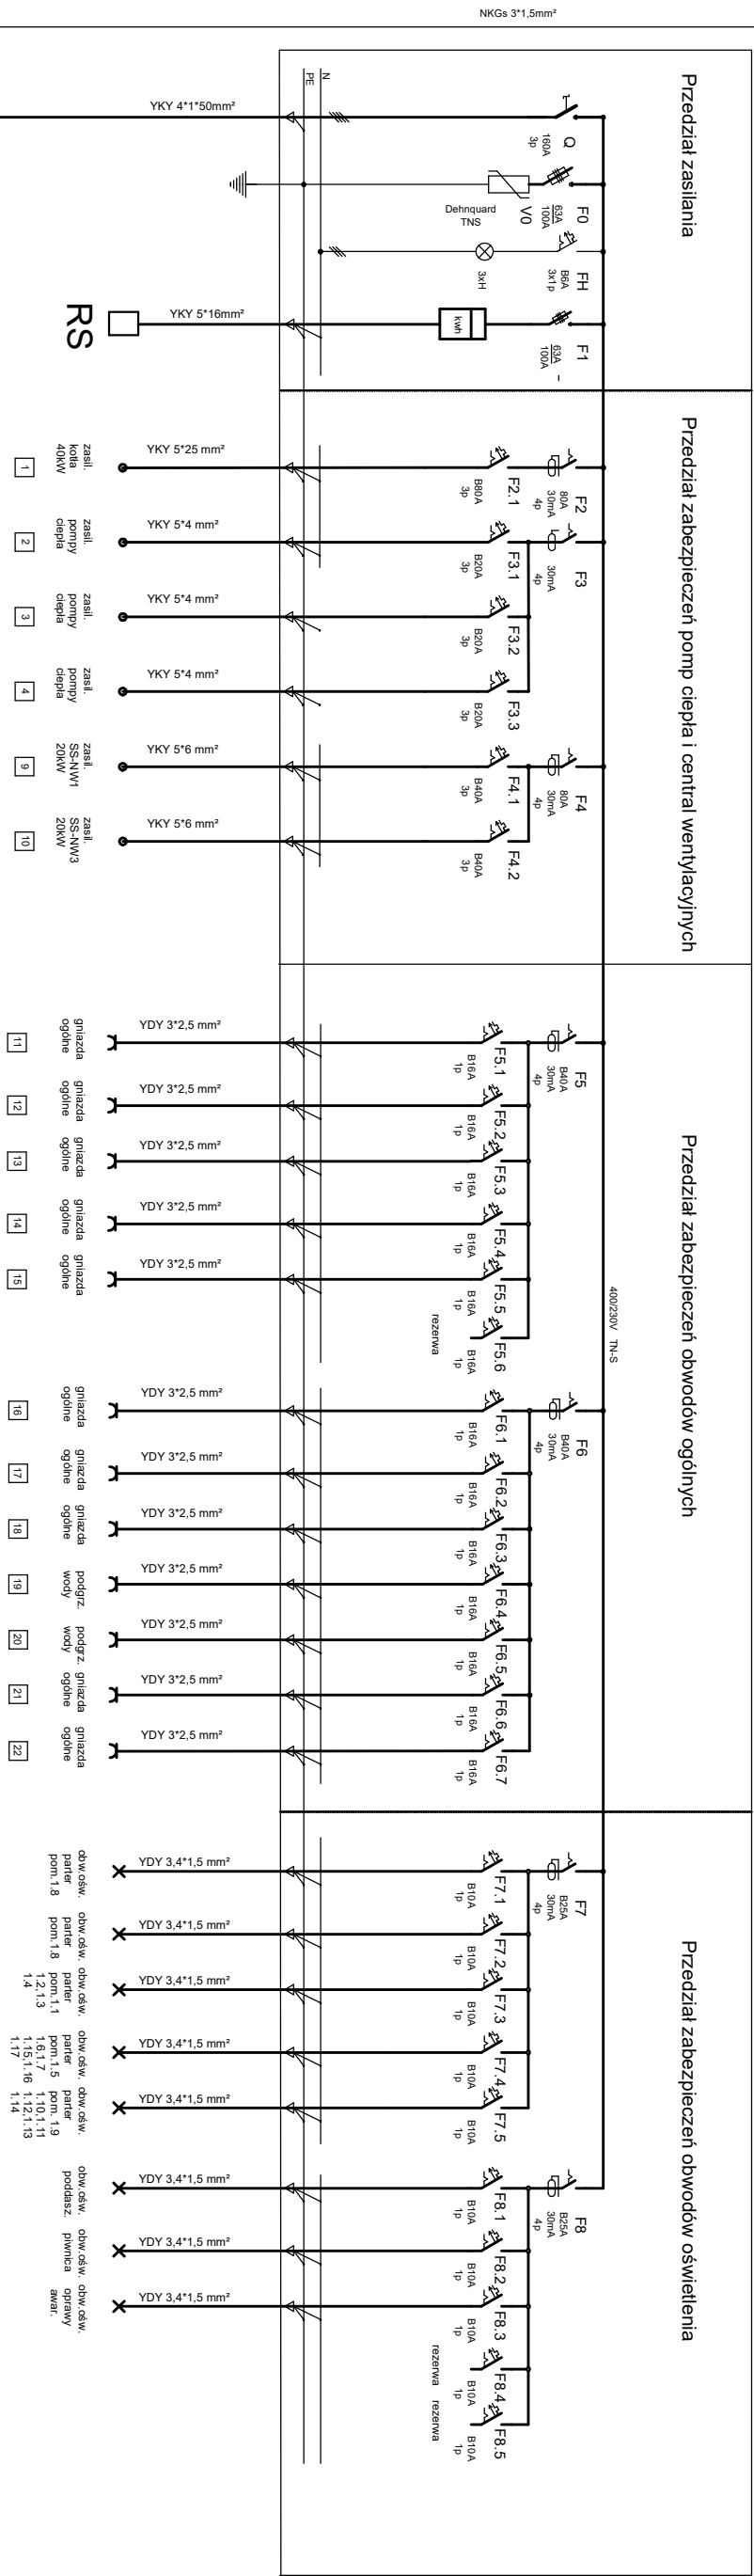 NKGs 3*1,5mm²
Przedział zasilania
Q
160A
3p
F0
63A
100A
V0
Dehnquard
TNS
FH
B6A
3x1p
3xH
F1
63A
100A
-
kwh
N
PE
YKY 4*1*50mm²
YKY 5*16mm²
RS
Przedział zabezpieczeń pomp ciepła i central wentylacyjnych
F2
80A
30mA
4p
F2.1
B80A
3p
YKY 5*25 mm²
zasil.
kotła
40kW
1
F3
30mA
4p
F3.1
B20A
3p
YKY 5*4 mm²
zasil.
pompy
ciepła
2
F3.2
B20A
3p
YKY 5*4 mm²
zasil.
pompy
ciepła
3
F3.3
B20A
3p
YKY 5*4 mm²
zasil.
pompy
ciepła
4
F4
80A
30mA
4p
F4.1
B40A
3p
YKY 5*6 mm²
zasil.
SS-NW1
20kW
9
F4.2
B40A
3p
YKY 5*6 mm²
zasil.
SS-NW3
20kW
10
Przedział zabezpieczeń obwodów ogólnych
400/230V TN-S
F5
B40A
30mA
4p
F5.1
B16A
1p
YDY 3*2,5 mm²
gniazda
ogólne
11
F5.2
B16A
1p
YDY 3*2,5 mm²
gniazda
ogólne
12
F5.3
B16A
1p
YDY 3*2,5 mm²
gniazda
ogólne
13
F5.4
B16A
1p
YDY 3*2,5 mm²
gniazda
ogólne
14
F5.5
B16A
1p
YDY 3*2,5 mm²
gniazda
ogólne
15
F5.6
B16A
1p
rezerwa
F6
B40A
30mA
4p
F6.1
B16A
1p
YDY 3*2,5 mm²
gniazda
ogólne
16
F6.2
B16A
1p
YDY 3*2,5 mm²
gniazda
ogólne
17
F6.3
B16A
1p
YDY 3*2,5 mm²
gniazda
ogólne
18
F6.4
B16A
1p
YDY 3*2,5 mm²
podgrz.
wody
19
F6.5
B16A
1p
YDY 3*2,5 mm²
podgrz.
wody
20
F6.6
B16A
1p
YDY 3*2,5 mm²
gniazda
ogólne
21
F6.7
B16A
1p
YDY 3*2,5 mm²
gniazda
ogólne
22
Przedział zabezpieczeń obwodów oświetlenia
F7
B25A
30mA
4p
F7.1
B10A
1p
YDY 3,4*1,5 mm²
obw.ośw.
parter
pom.1.8
F7.2
B10A
1p
YDY 3,4*1,5 mm²
obw.ośw.
parter
pom.1.8
F7.3
B10A
1p
YDY 3,4*1,5 mm²
obw.ośw.
parter
pom.1.1
1.2,1.3
1.4
F7.4
B10A
1p
YDY 3,4*1,5 mm²
obw.ośw.
parter
pom.1.5
1.6,1.7
1.15,1.16
1.17
F7.5
B10A
1p
YDY 3,4*1,5 mm²
obw.ośw.
parter
pom. 1.9
1.10,1.11
1.12,1.13
1.14
F8
B25A
30mA
4p
F8.1
B10A
1p
YDY 3,4*1,5 mm²
obw.ośw.
poddasz.
F8.2
B10A
1p
YDY 3,4*1,5 mm²
obw.ośw.
piwnica
F8.3
B10A
1p
YDY 3,4*1,5 mm²
obw.ośw.
oprawy
awar.
F8.4
B10A
1p
rezerwa
F8.5
B10A
1p
rezerwa